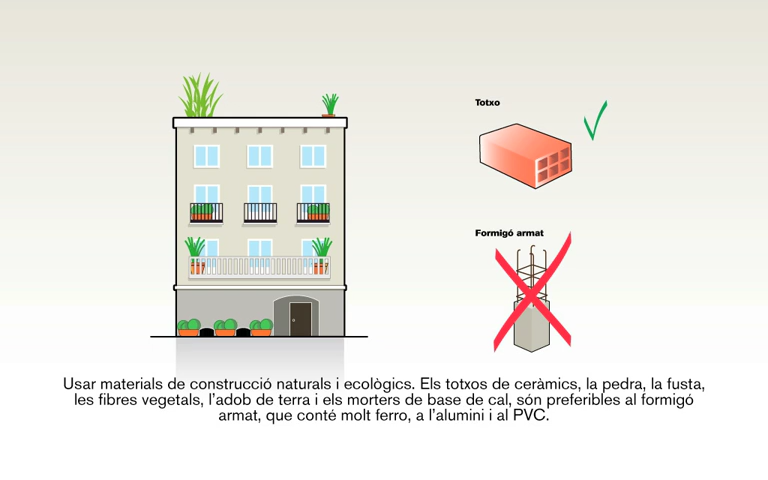 Totxo
Formigó armat
Usar materials de construcció naturals i ecològics. Els totxos de ceràmics, la pedra, la fusta,
les fibres vegetals, l’adob de terra i els morters de base de cal, són preferibles al formigó
armat, que conté molt ferro, a l’alumini i al PVC.